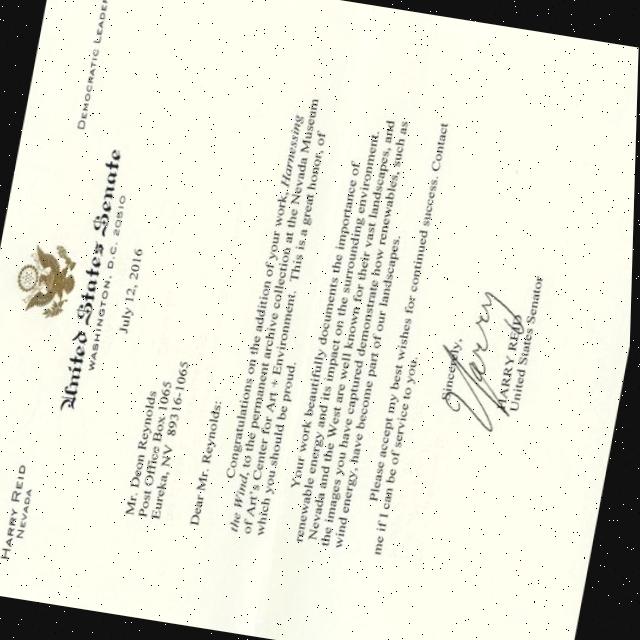 HARRY REID
NEVADA
DEMOCRATIC LEADER
United States Senate
WASHINGTON, D.C. 20510
July 12, 2016
Mr. Deon Reynolds
Post Office Box 1065
Eureka, NV 89316-1065
Dear Mr. Reynolds:
Congratulations on the addition of your work, Harnessing
the Wind, to the permanent archive collection at the Nevada Museum
of Art's Center for Art + Environment. This is a great honor, of
which you should be proud.
Your work beautifully documents the importance of
renewable energy and its impact on the surrounding environment.
Nevada and the West are well known for their vast landscapes, and
the images you have captured demonstrate how renewables, such as
wind energy, have become part of our landscapes.
Please accept my best wishes for continued success. Contact
me if I can be of service to you.
Sincerely,
Harry
HARRY REID
United States Senator